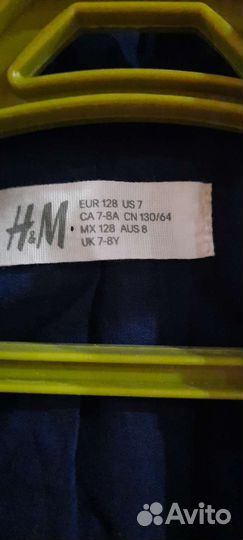 H&M
EUR 128 US 7
CA 7-8A CN 130/64
MX 128 AUS 8
UK 7-8Y
Avito